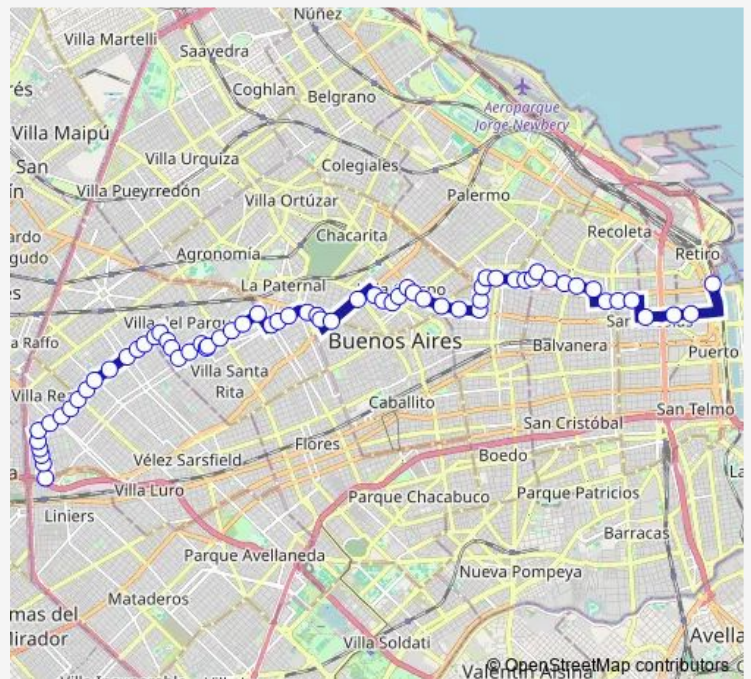 Núñez
Villa Martelli
Saavedra
Coghlan
Belgrano
Aeroparque
Jorge Newbery
Villa Maipú
San
Villa Urquiza
Colegiales
Villa Pueyrredón
Villa Ortúzar
Palermo
Chacarita
Recoleta
Agronomía
Retiro
La Paternal
Buenos Aires
Balvanera
Puerto
Villa Santa
Rita
Caballito
San Telmo
San Cristóbal
Flores
Boedo
Vélez Sarsfield
Villa Luro
Parque Chacabuco
Parque Patricios
Liniers
Barracas
Parque Avellaneda
Nueva Pompeya
Mataderos
Villa Soldati
© OpenStreetMap contributors